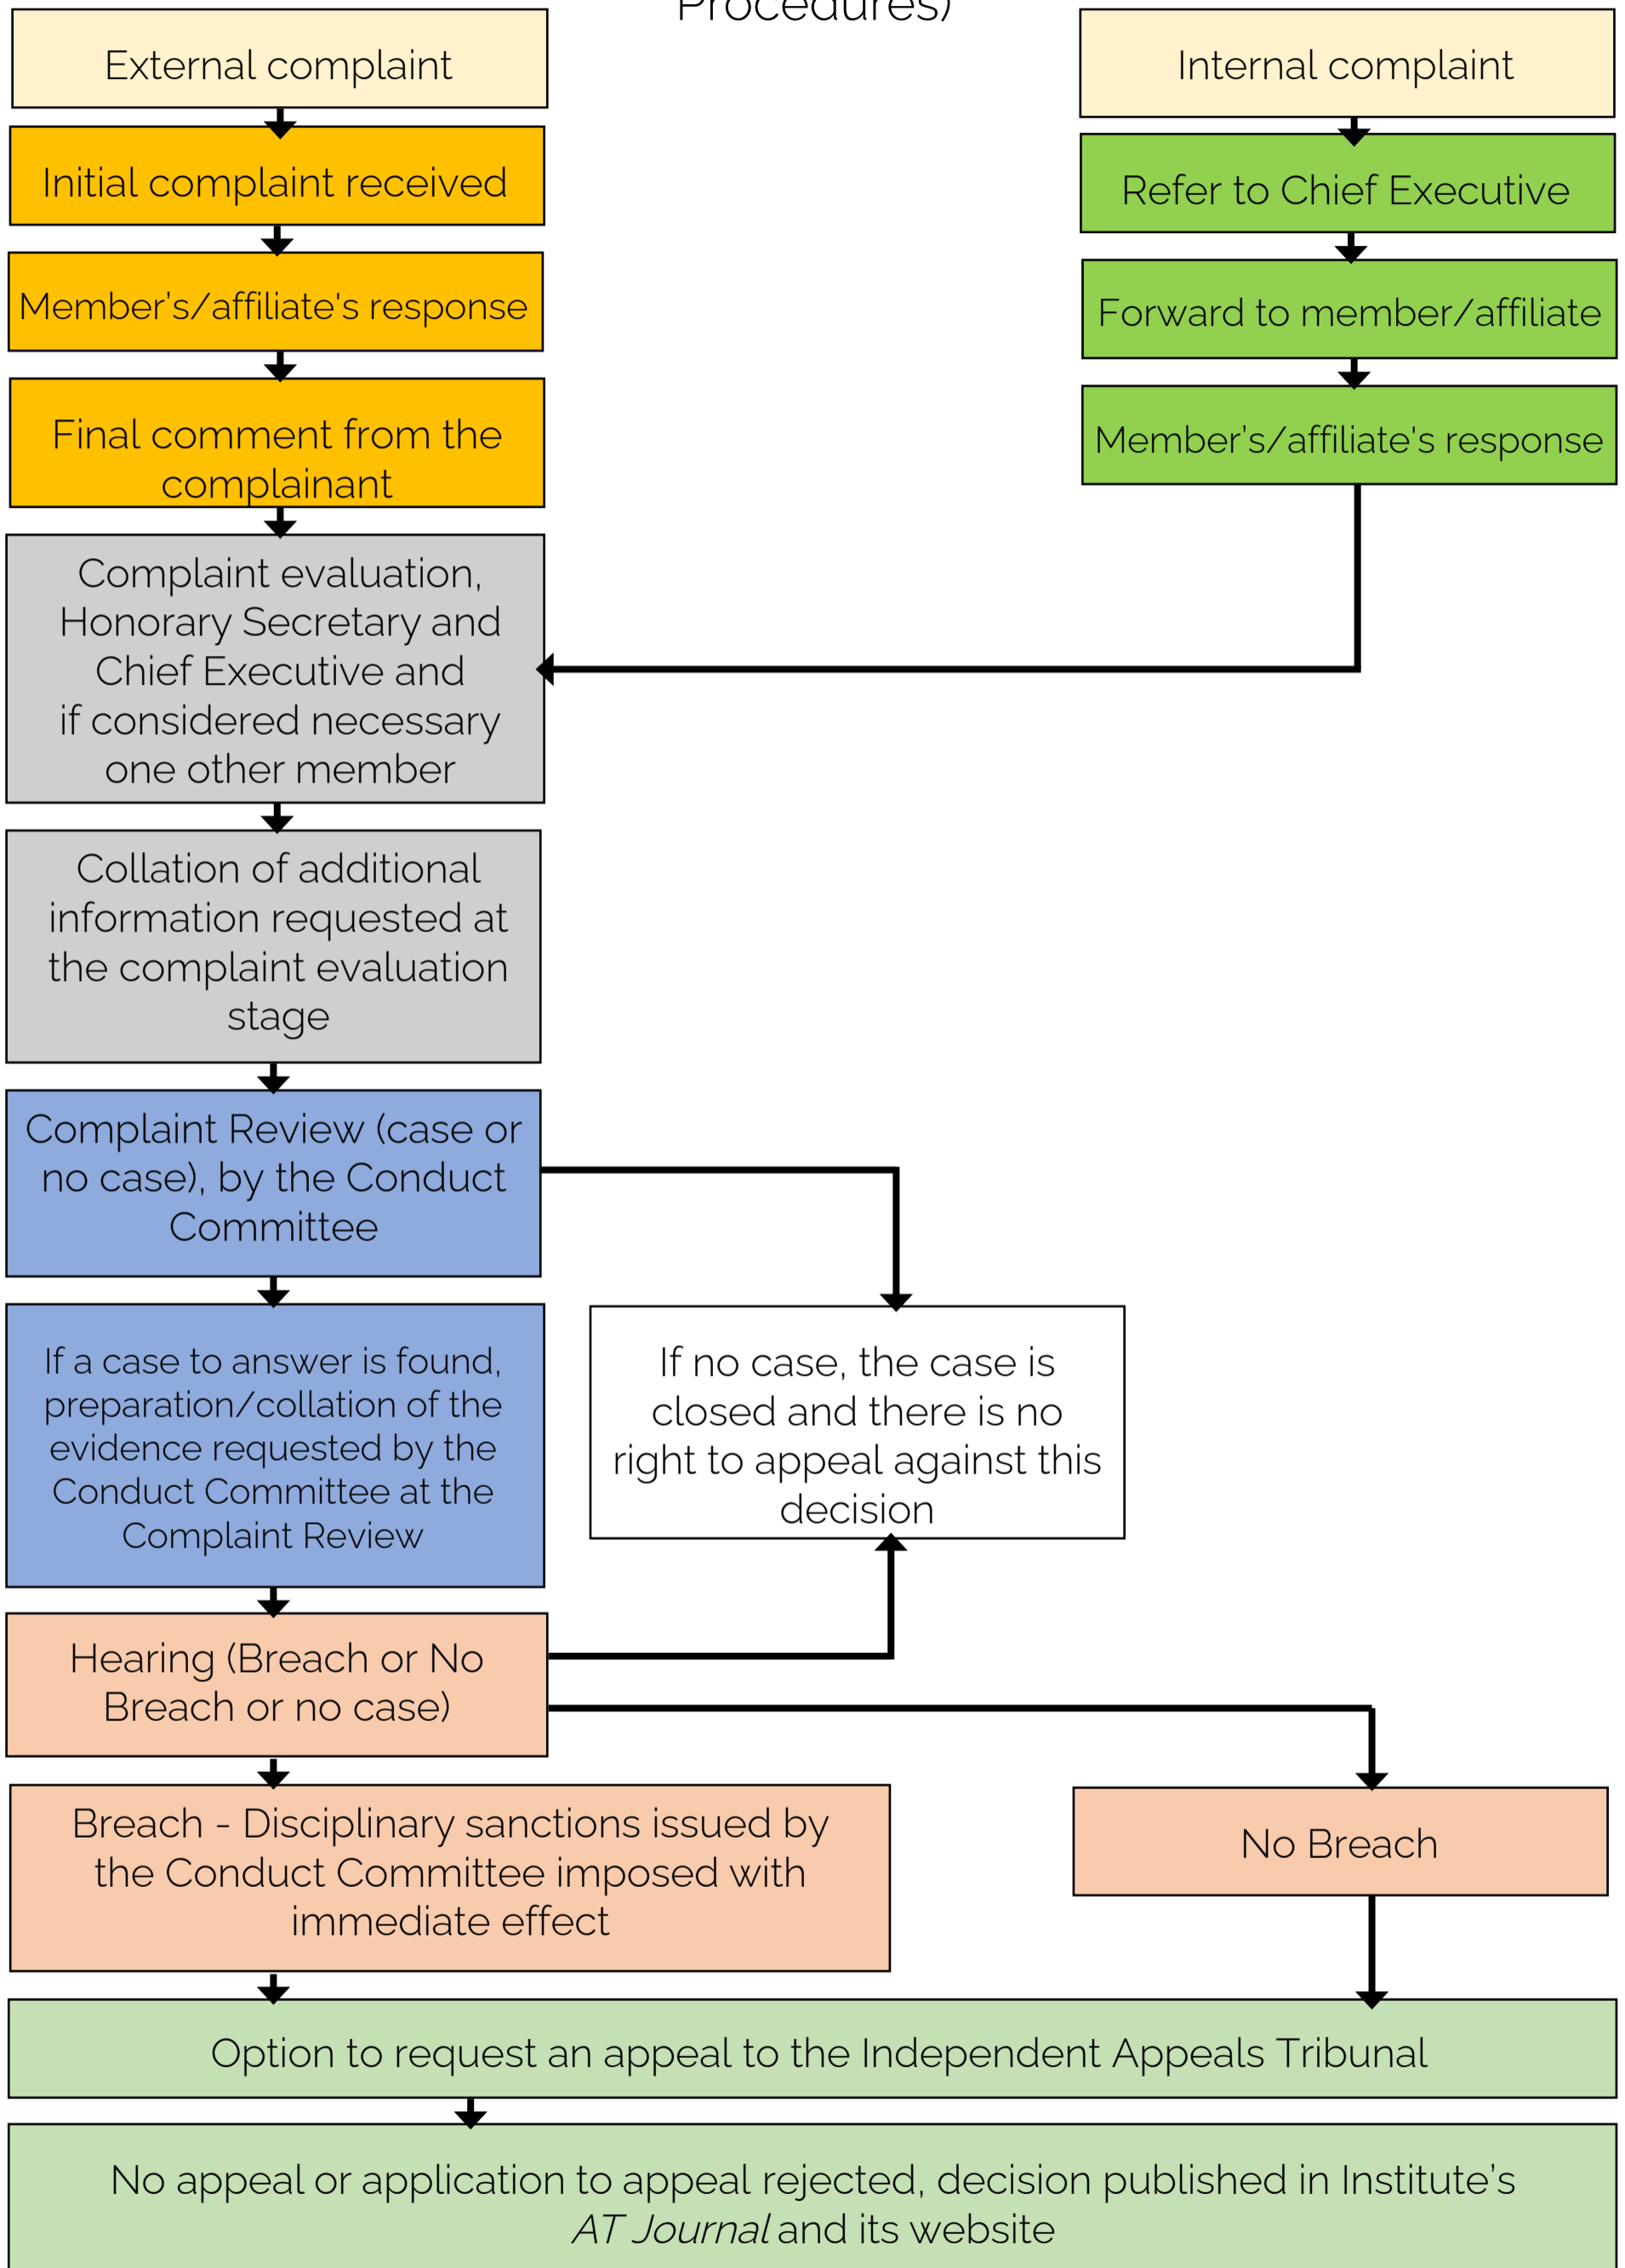 Procedures)
External complaint
Initial complaint received
Member's/affiliate's response
Final comment from the
complainant
Internal complaint
Refer to Chief Executive
Forward to member/affiliate
Member's/affiliate's response
Complaint evaluation,
Honorary Secretary and
Chief Executive and
if considered necessary
one other member
Collation of additional
information requested at
the complaint evaluation
stage
Complaint Review (case or
no case), by the Conduct
Committee
If a case to answer is found,
preparation/collation of the
evidence requested by the
Conduct Committee at the
Complaint Review
If no case, the case is
closed and there is no
right to appeal against this
decision
Hearing (Breach or No
Breach or no case)
Breach - Disciplinary sanctions issued by
the Conduct Committee imposed with
immediate effect
No Breach
Option to request an appeal to the Independent Appeals Tribunal
No appeal or application to appeal rejected, decision published in Institute's
AT Journal and its website